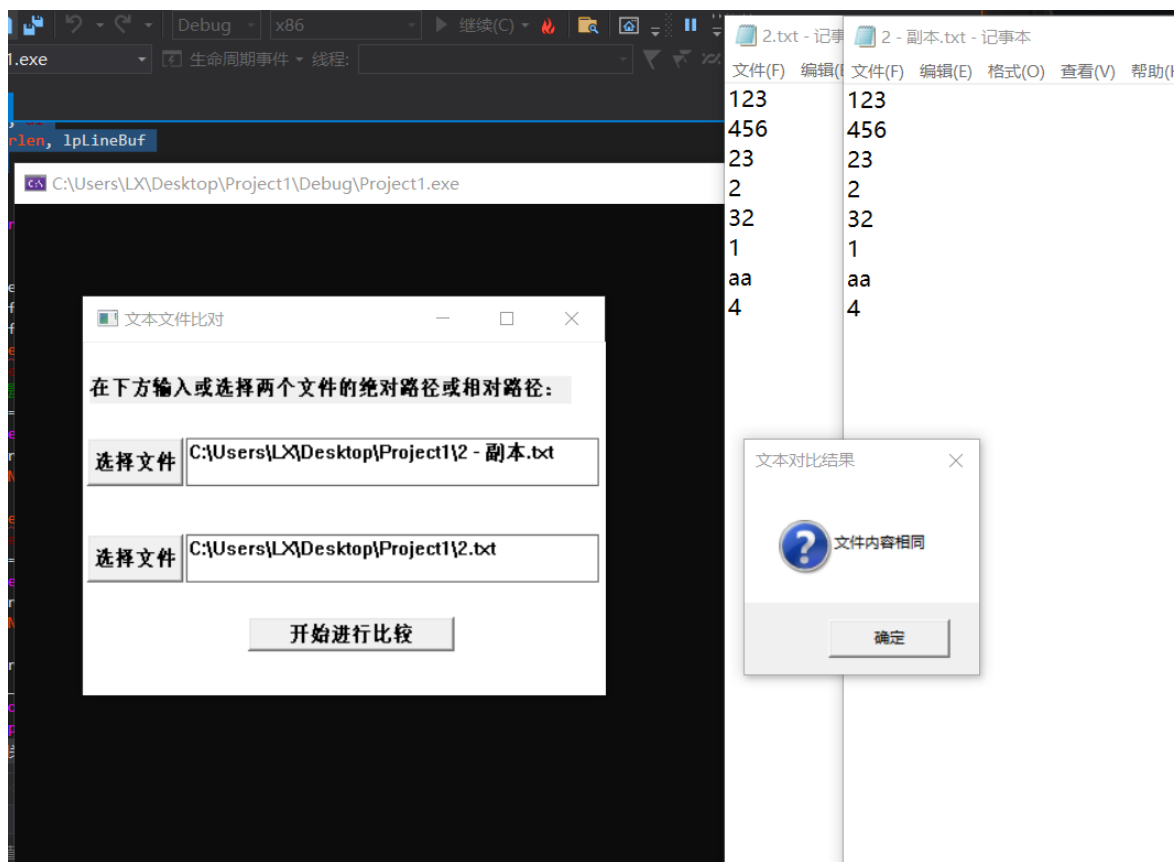 Debug x86 继续(C)
1.exe 生命周期事件 线程:
rlen, lpLineBuf
C:\Users\LX\Desktop\Project1\Debug\Project1.exe
文本文件比对
在下方输入或选择两个文件的绝对路径或相对路径：
选择文件 C:\Users\LX\Desktop\Project1\2 - 副本.txt
选择文件 C:\Users\LX\Desktop\Project1\2.txt
开始进行比较
2.txt - 记事
文件(F) 编辑(E
123
456
23
2
32
1
aa
4
2 - 副本.txt - 记事本
文件(F) 编辑(E) 格式(O) 查看(V) 帮助(H
123
456
23
2
32
1
aa
4
文本对比结果
文件内容相同
确定